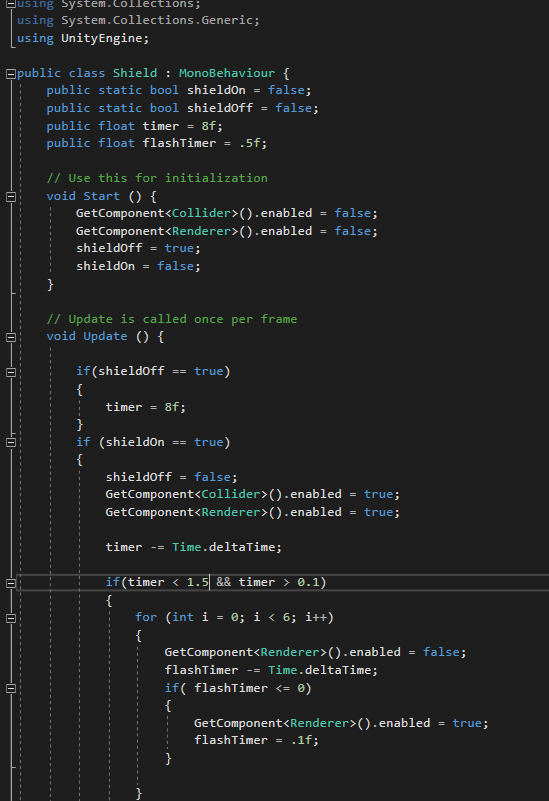 using System.Collections;
using System.Collections.Generic;
using UnityEngine;
public class Shield : MonoBehaviour {
public static bool shieldOn = false;
public static bool shieldOff = false;
public float timer = 8f;
public float flashTimer = .5f;
// Use this for initialization
void Start () {
GetComponent<Collider>().enabled = false;
GetComponent<Renderer>().enabled = false;
shieldOff = true;
shieldOn = false;
}
// Update is called once per frame
void Update () {
if(shieldOff == true)
{
timer = 8f;
}
if (shieldOn == true)
{
shieldOff = false;
GetComponent<Collider>().enabled = true;
GetComponent<Renderer>().enabled = true;
timer -= Time.deltaTime;
if(timer < 1.5 && timer > 0.1)
{
for (int i = 0; i < 6; i++)
{
GetComponent<Renderer>().enabled = false;
flashTimer -= Time.deltaTime;
if( flashTimer <= 0)
{
GetComponent<Renderer>().enabled = true;
flashTimer = .1f;
}
}